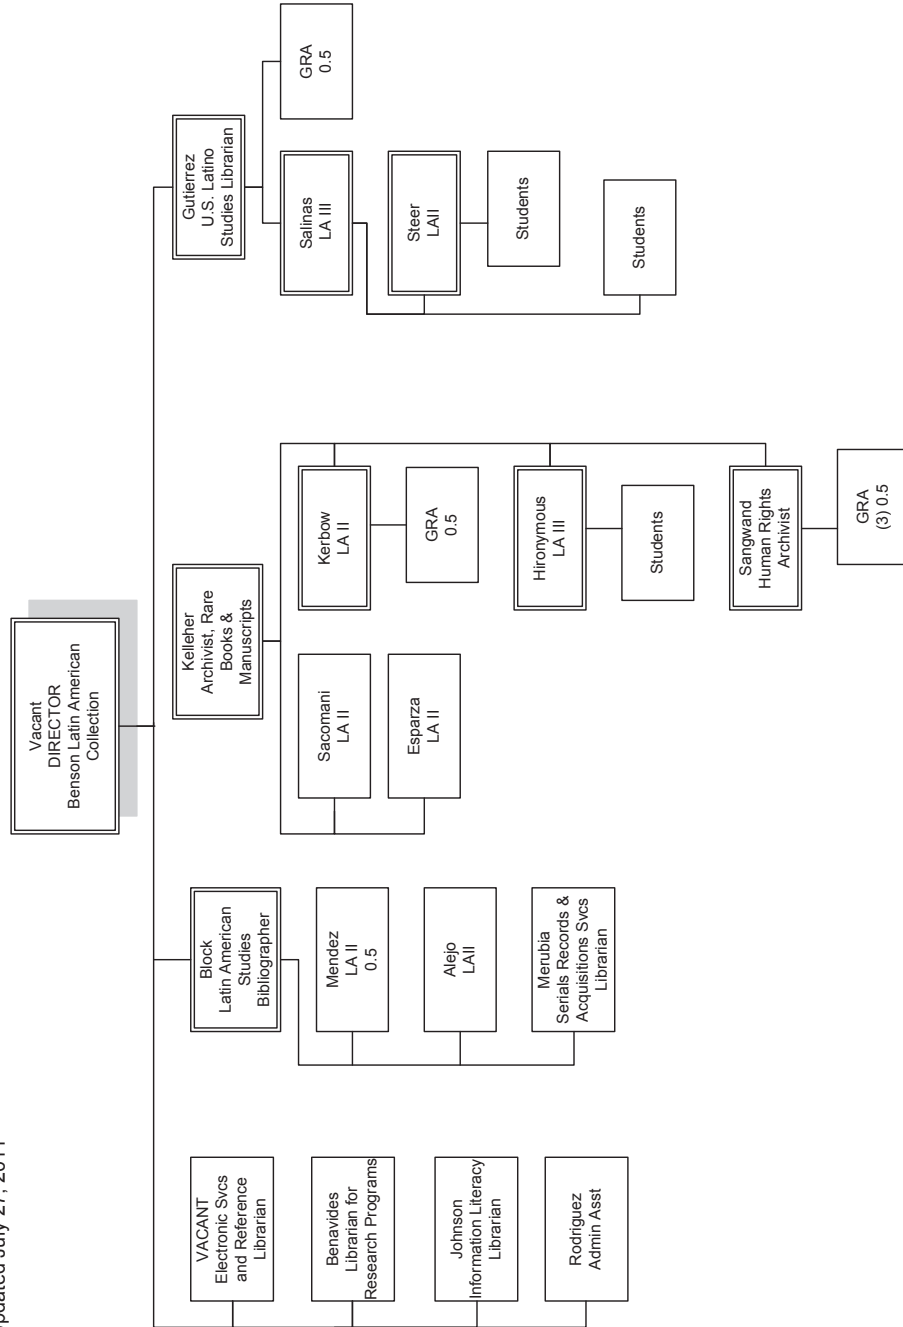 Updated July 27, 2011
Vacant
DIRECTOR
Benson Latin American
Collection
VACANT
Electronic Svcs
and Reference
Librarian
Benavides
Librarian for
Research Programs
Johnson
Information Literacy
Librarian
Rodriguez
Admin Asst
Block
Latin American
Studies
Bibliographer
Mendez
LA II
0.5
Alejo
LAII
Merubia
Serials Records &
Acquisitions Svcs
Librarian
Kelleher
Archivist, Rare
Books &
Manuscripts
Sacomani
LA II
Esparza
LA II
Kerbow
LA II
GRA
0.5
Hironymous
LA III
Students
Sangwand
Human Rights
Archivist
GRA
(3) 0.5
Gutierrez
U.S. Latino
Studies Librarian
Salinas
LA III
GRA
0.5
Steer
LAII
Students
Students